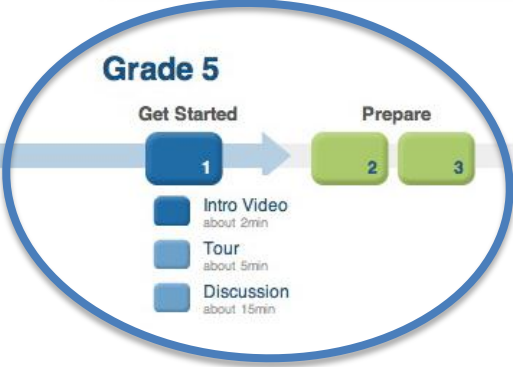 Grade 5
Get Started Prepare
1 2 3
Intro Video
about 2min
Tour
about 5min
Discussion
about 15min